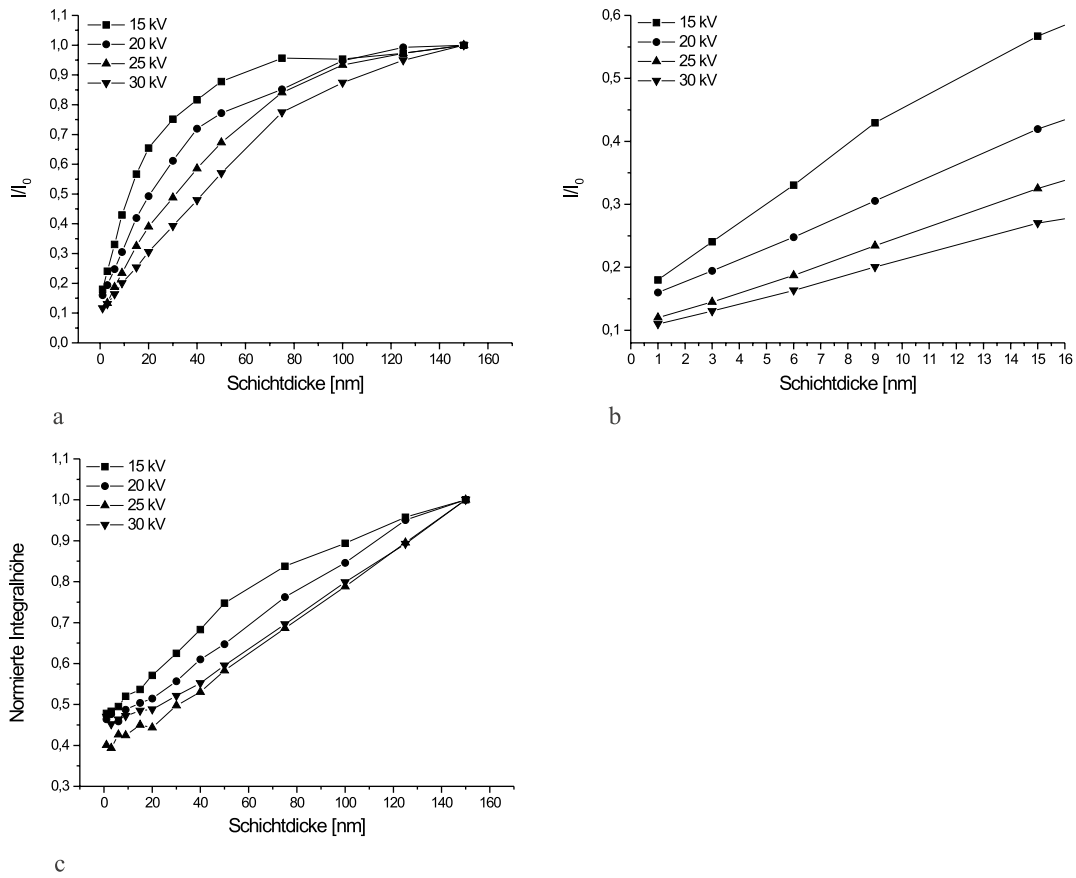 1,1
1,0
0,9
0,8
0,7
0,6
0,5
0,4
0,3
0,2
0,1
0,0
I/I0
15 kV
20 kV
25 kV
30 kV
0 20 40 60 80 100 120 140 160
Schichtdicke [nm]
a
0,6
0,5
0,4
0,3
0,2
0,1
I/I0
15 kV
20 kV
25 kV
30 kV
0 1 2 3 4 5 6 7 8 9 10 11 12 13 14 15 16
Schichtdicke [nm]
b
1,1
1,0
0,9
0,8
0,7
0,6
0,5
0,4
0,3
Normierte Integralhöhe
15 kV
20 kV
25 kV
30 kV
0 20 40 60 80 100 120 140 160
Schichtdicke [nm]
c